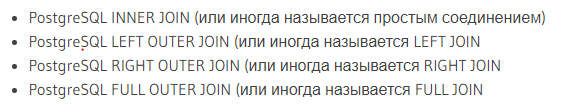 • PostgreSQL INNER JOIN (или иногда называется простым соединением)
• PostgreSQL LEFT OUTER JOIN (или иногда называется LEFT JOIN
• PostgreSQL RIGHT OUTER JOIN (или иногда называется RIGHT JOIN
• PostgreSQL FULL OUTER JOIN (или иногда называется FULL JOIN